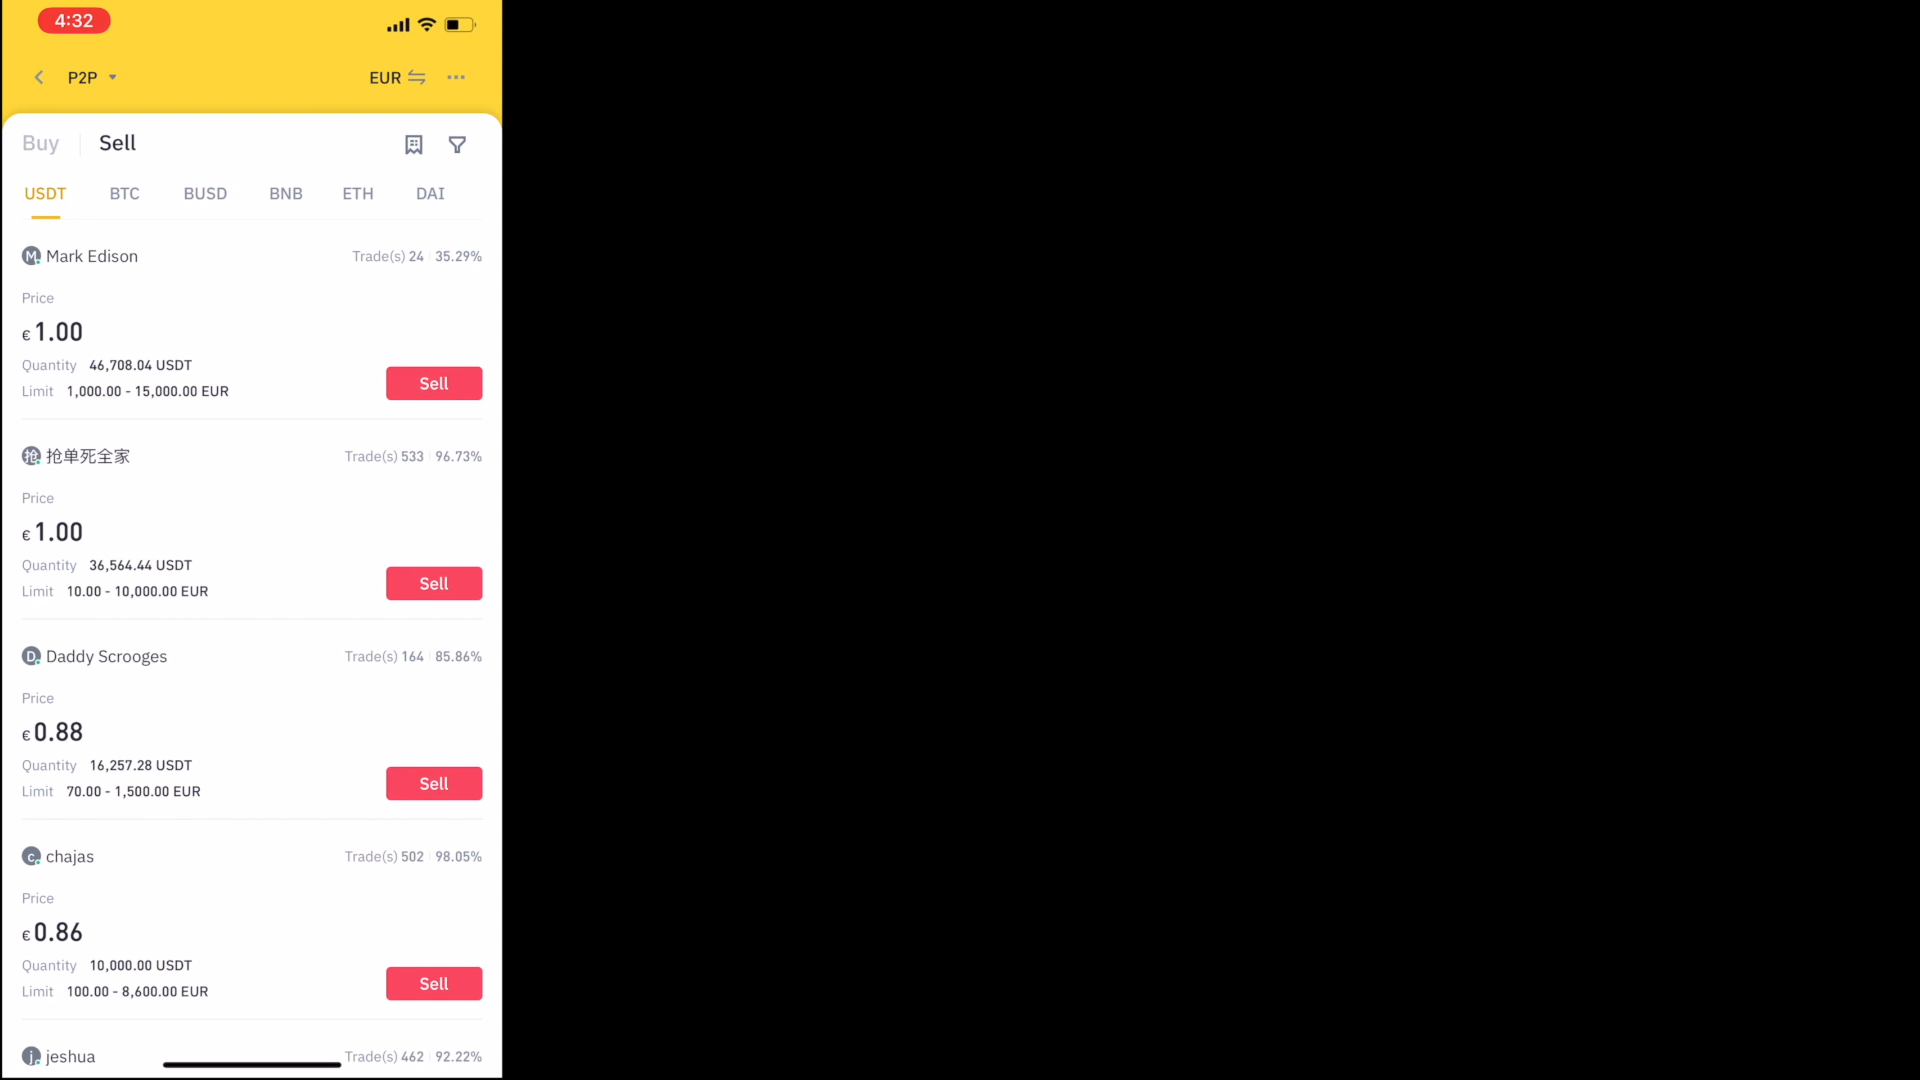 4:32
P2P EUR
Buy Sell
USDT BTC BUSD BNB ETH DAI
M Mark Edison Trade(s) 24 35.29%
Price
€ 1.00
Quantity 46,708.04 USDT
Limit 1,000.00 - 15,000.00 EUR
Sell
抢 抢单死全家 Trade(s) 533 96.73%
Price
€ 1.00
Quantity 36,564.44 USDT
Limit 10.00 - 10,000.00 EUR
Sell
D Daddy Scrooges Trade(s) 164 85.86%
Price
€ 0.88
Quantity 16,257.28 USDT
Limit 70.00 - 1,500.00 EUR
Sell
c chajas Trade(s) 502 98.05%
Price
€ 0.86
Quantity 10,000.00 USDT
Limit 100.00 - 8,600.00 EUR
Sell
j jeshua Trade(s) 462 92.22%